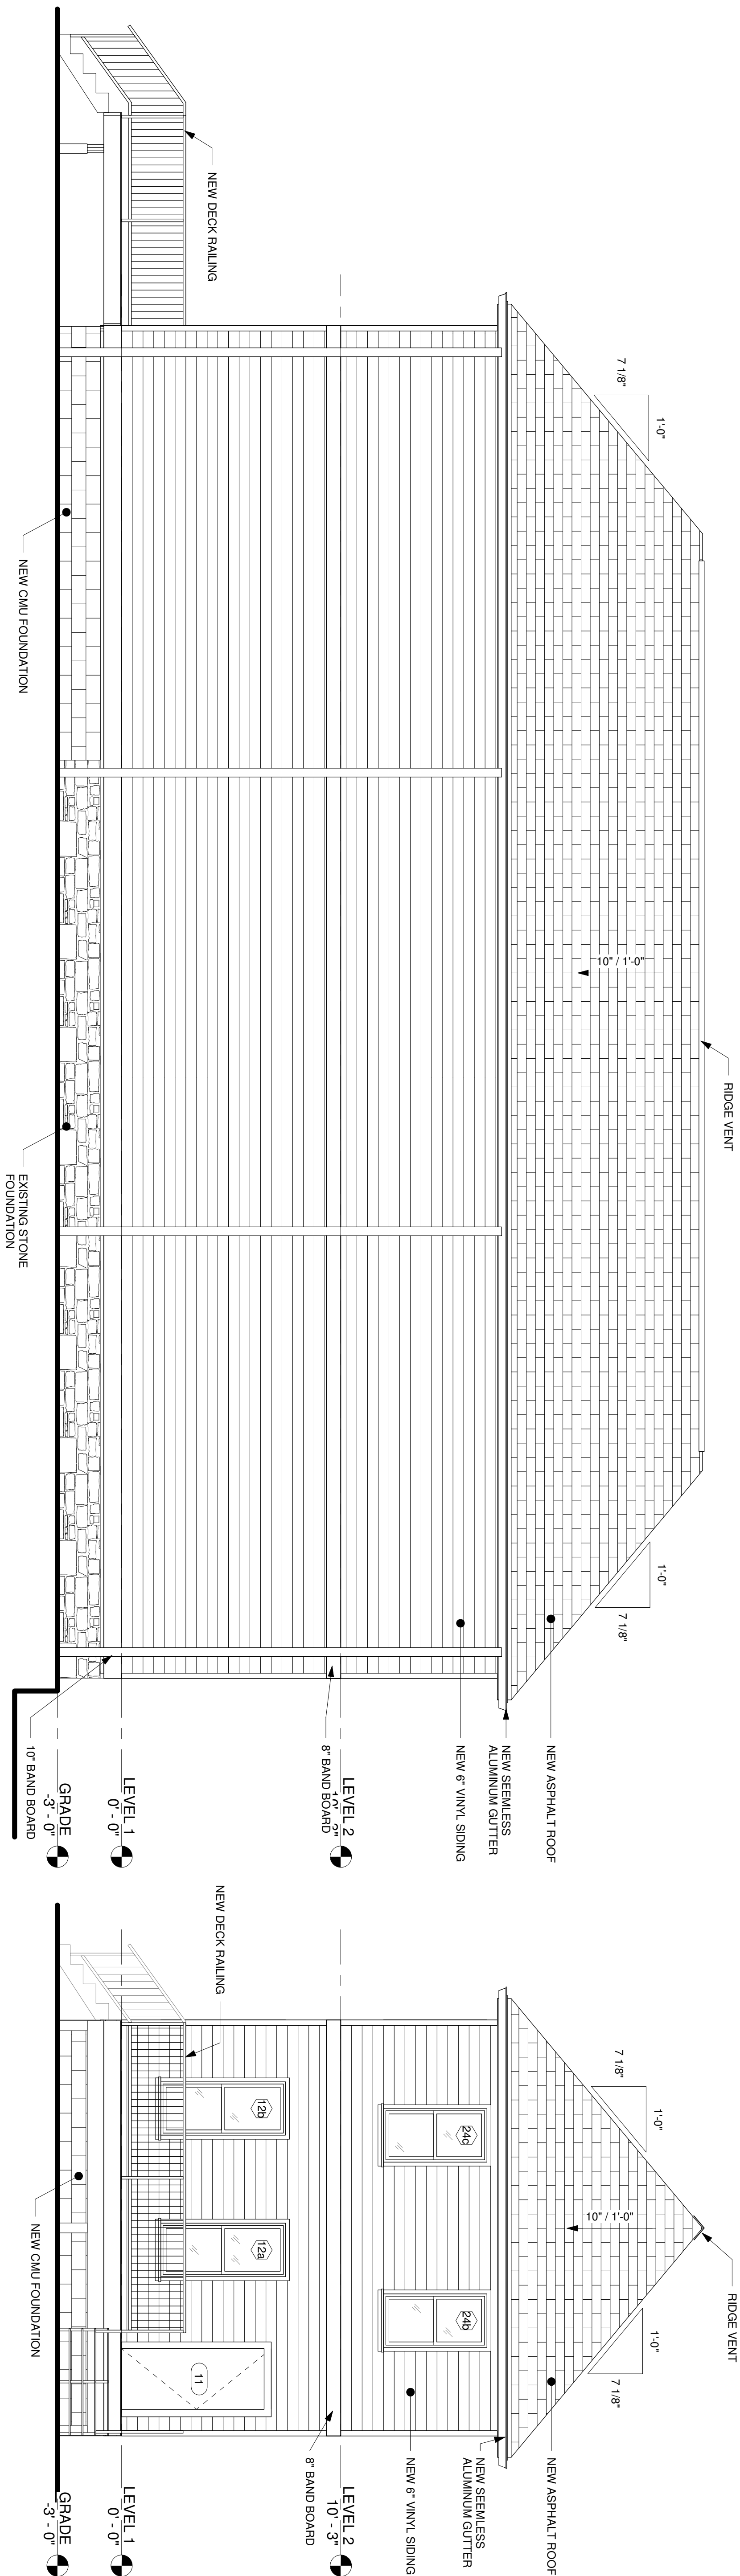 NEW DECK RAILING
7 1/8"
1'-0"
10" / 1'-0"
RIDGE VENT
1'-0"
7 1/8"
NEW ASPHALT ROOF
NEW SEEMLESS
ALUMINUM GUTTER
NEW 6" VINYL SIDING
LEVEL 2
10' - 3"
8" BAND BOARD
LEVEL 1
0' - 0"
GRADE
-3' - 0"
10" BAND BOARD
NEW CMU FOUNDATION
EXISTING STONE
FOUNDATION
NEW DECK RAILING
7 1/8"
1'-0"
10" / 1'-0"
RIDGE VENT
1'-0"
7 1/8"
24c
24b
12b
12a
11
NEW ASPHALT ROOF
NEW SEEMLESS
ALUMINUM GUTTER
NEW 6" VINYL SIDING
LEVEL 2
10' - 3"
8" BAND BOARD
LEVEL 1
0' - 0"
GRADE
-3' - 0"
NEW CMU FOUNDATION